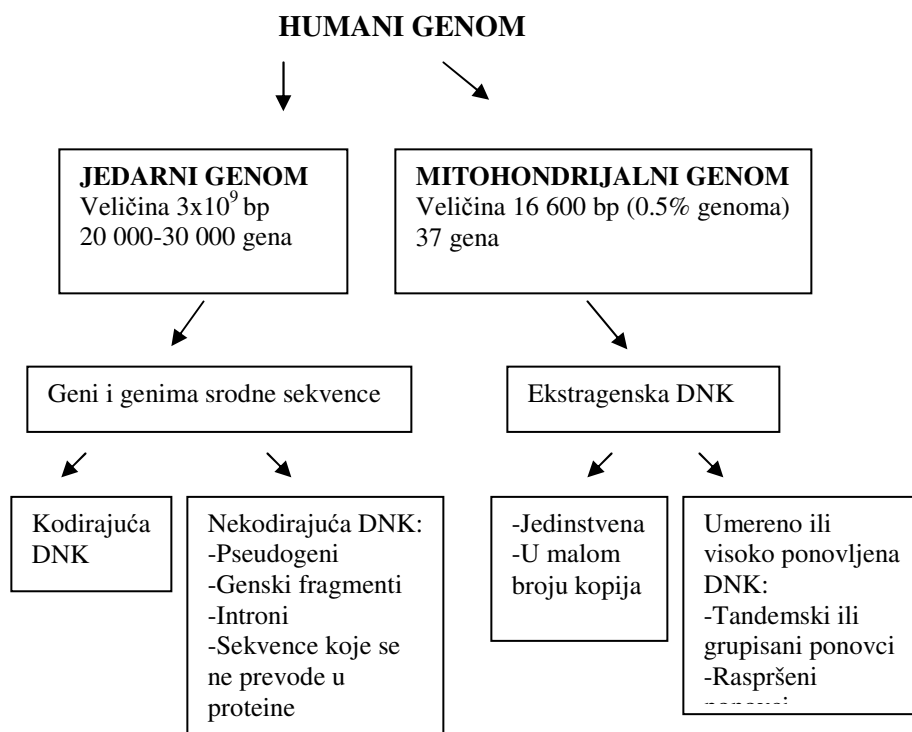 HUMANI GENOM
JEDARNI GENOM
Veličina 3x10⁹ bp
20 000-30 000 gena
MITOHONDRIJALNI GENOM
Veličina 16 600 bp (0.5% genoma)
37 gena
Geni i genima srodne sekvence
Ekstragenska DNK
Kodirajuća
DNK
Nekodirajuća DNK:
-Pseudogeni
-Genski fragmenti
-Introni
-Sekvence koje se
ne prevode u
proteine
-Jedinstvena
-U malom
broju kopija
Umereno ili
visoko ponovljena
DNK:
-Tandemski ili
grupisani ponovci
-Raspršeni